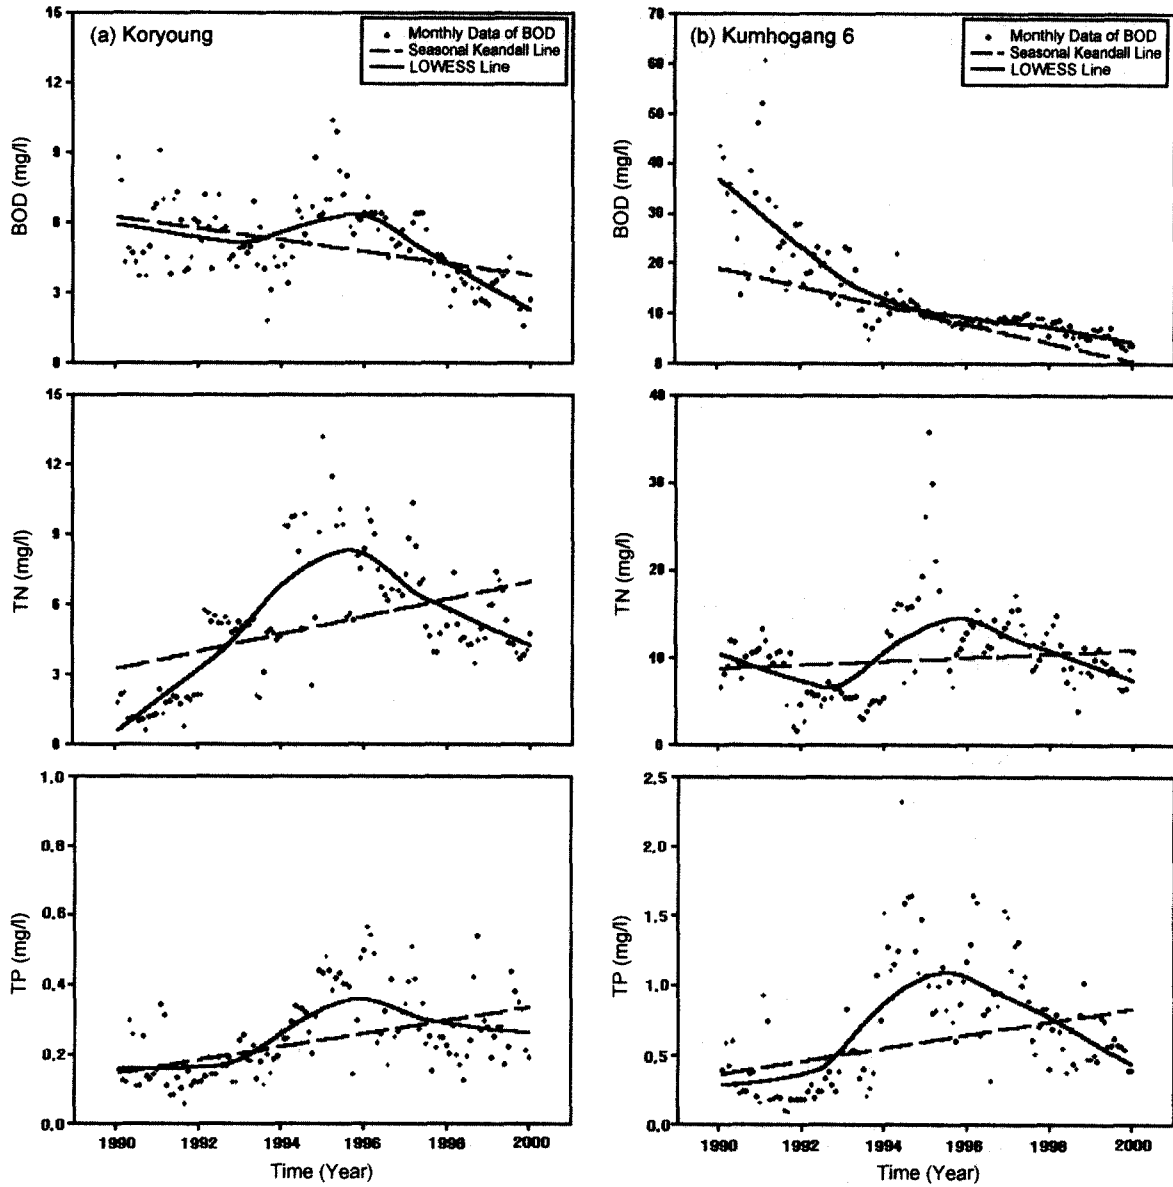 (a) Koryoung
Monthly Data of BOD
Seasonal Keandall Line
LOWESS Line
15
12
9
6
3
0
BOD (mg/l)
(b) Kumhogang 6
Monthly Data of BOD
Seasonal Keandall Line
LOWESS Line
70
60
50
40
30
20
10
0
BOD (mg/l)
15
12
9
6
3
0
TN (mg/l)
40
30
20
10
0
TN (mg/l)
1.0
0.8
0.6
0.4
0.2
0.0
TP (mg/l)
1990 1992 1994 1996 1998 2000
Time (Year)
2.5
2.0
1.5
1.0
0.5
0.0
TP (mg/l)
1990 1992 1994 1996 1998 2000
Time (Year)